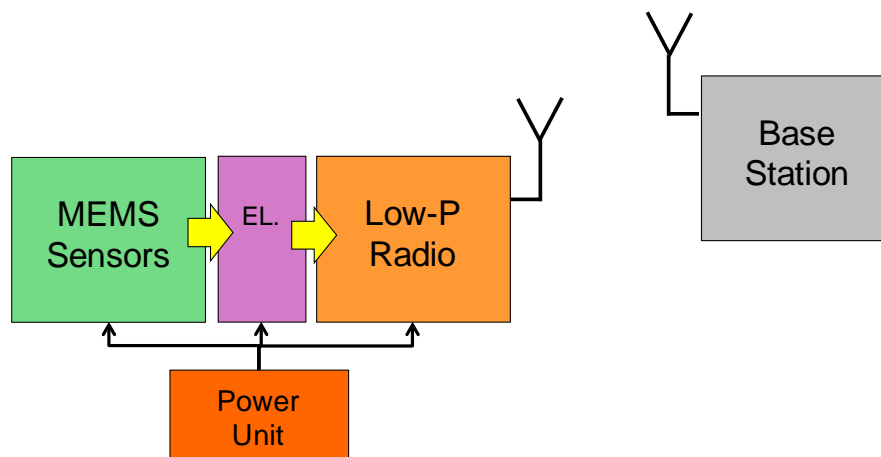 Base
Station
MEMS
Sensors
EL.
Low-P
Radio
Power
Unit